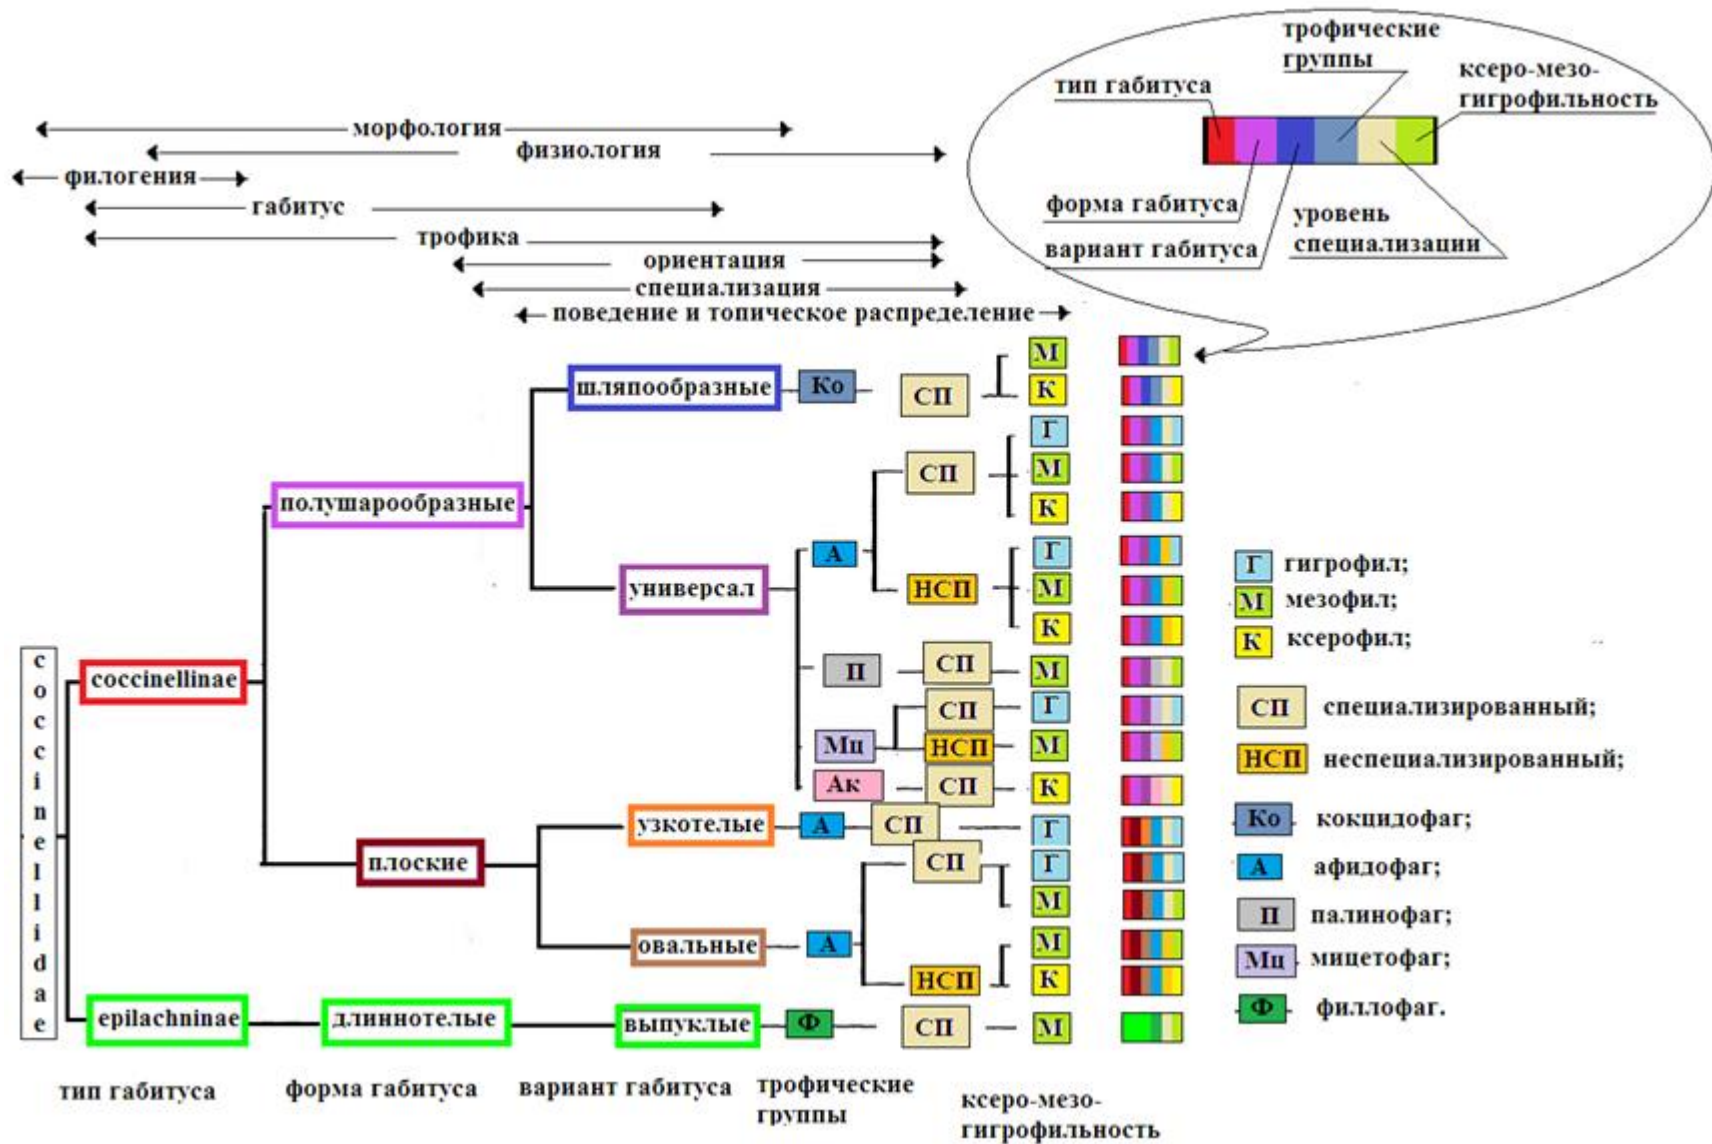 трофические
группы
тип габитуса
ксеро-мезо-
гигрофильность
форма габитуса
вариант габитуса
уровень
специализации
морфология
физиология
филогения
габитус
трофика
ориентация
специализация
поведение и топическое распределение
coccinellidae
coccinellinae
epilachninae
полушарообразные
плоские
длиннотелые
шляпообразные
универсал
узкотелые
овальные
выпуклые
Ко
СП
М
К
А
СП
Г
М
К
НСП
Г
М
К
П
СП
М
Мц
СП
Г
НСП
М
Ак
СП
К
А
СП
Г
А
СП
Г
М
НСП
М
К
Ф
СП
М
Г гигрофил;
М мезофил;
К ксерофил;
СП специализированный;
НСП неспециализированный;
Ко кокцидофаг;
А афидофаг;
П палинофаг;
Мц мицетофаг;
Ф филлофаг.
тип габитуса
форма габитуса
вариант габитуса
трофические
группы
ксеро-мезо-
гигрофильность